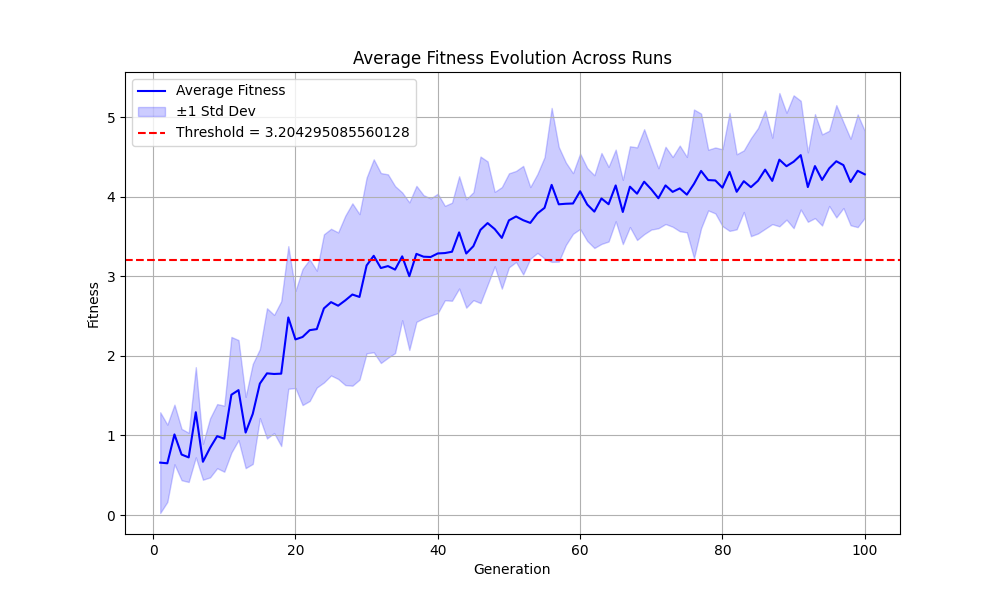 Average Fitness Evolution Across Runs
Average Fitness
±1 Std Dev
Threshold = 3.204295085560128
Fitness
5
4
3
2
1
0
0 20 40 60 80 100
Generation